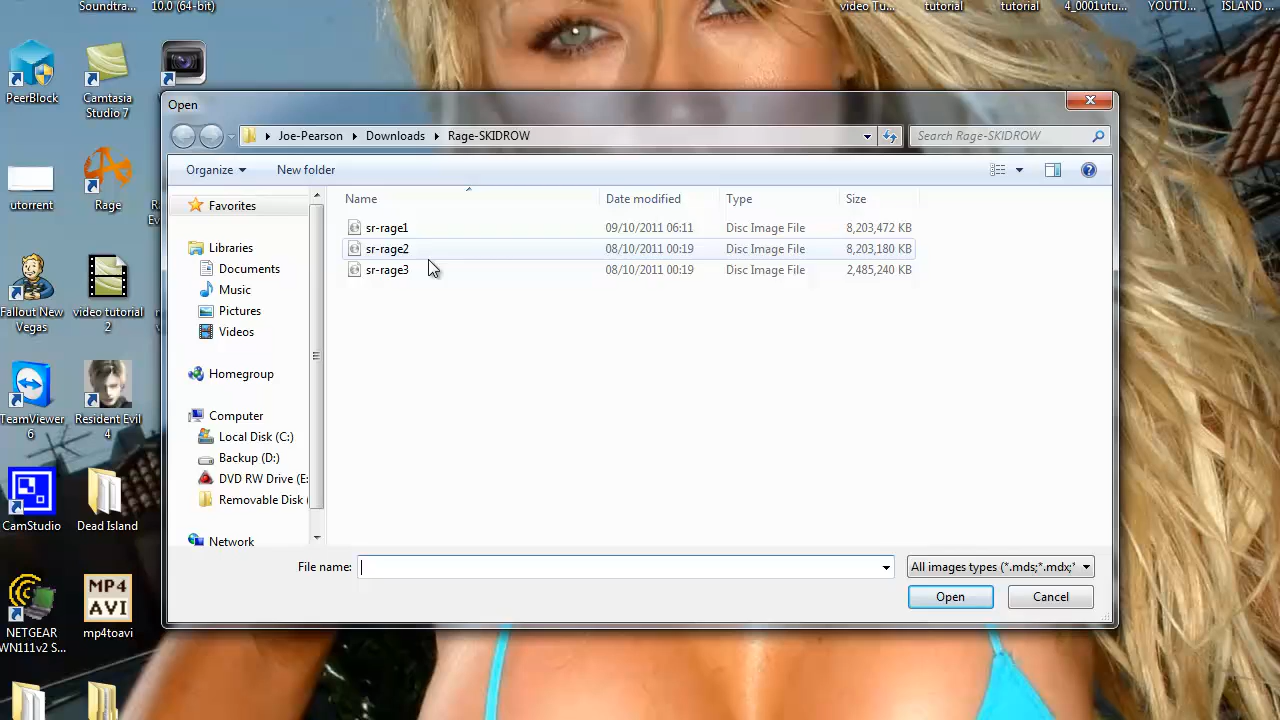 Soundtra...
10.0 (64-bit)
video Tu...
tutorial
tutorial
4_0001utu...
YOUTU...
ISLAND ...
PeerBlock
Camtasia
Studio 7
utorrent
Rage
Fallout New
Vegas
video tutorial
2
TeamViewer
6
Resident Evil
4
CamStudio
Dead Island
NETGEAR
WN111v2 S...
MP4
AVI
mp4toavi
Open
Joe-Pearson
Downloads
Rage-SKIDROW
Search Rage-SKIDROW
Organize
New folder
Favorites
Libraries
Documents
Music
Pictures
Videos
Homegroup
Computer
Local Disk (C:)
Backup (D:)
DVD RW Drive (E:
Removable Disk (
Network
Name Date modified Type Size
sr-rage1 09/10/2011 06:11 Disc Image File 8,203,472 KB
sr-rage2 08/10/2011 00:19 Disc Image File 8,203,180 KB
sr-rage3 08/10/2011 00:19 Disc Image File 2,485,240 KB
File name:
All images types (*.mds;*.mdx;*
Open
Cancel